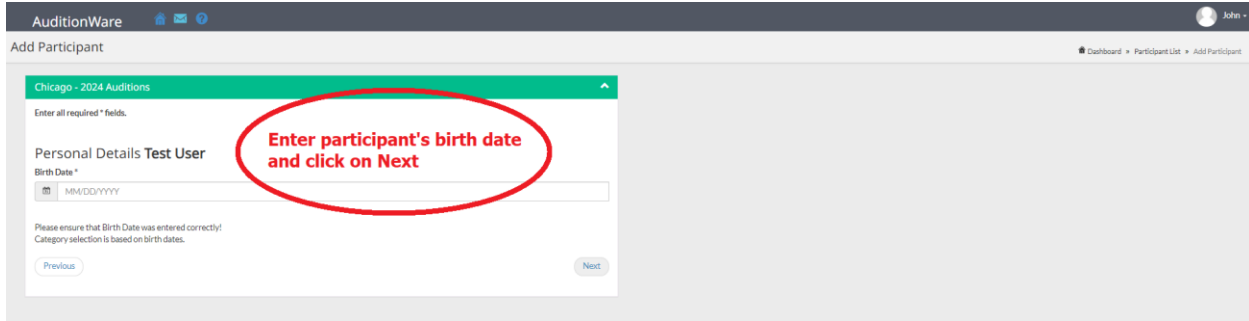 AuditionWare
John
Add Participant
Dashboard » Participant List » Add Participant
Chicago - 2024 Auditions
Enter all required * fields.
Enter participant's birth date
and click on Next
Personal Details Test User
Birth Date *
MM/DD/YYYY
Please ensure that Birth Date was entered correctly!
Category selection is based on birth dates.
Previous
Next